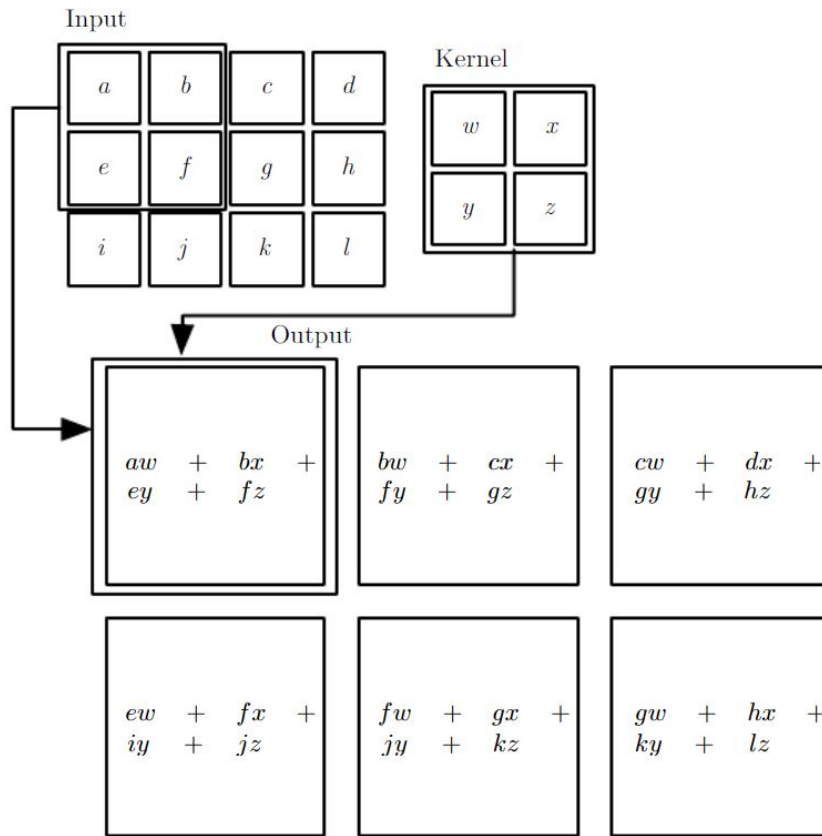 Input
a b c d
Kernel
w x
e f g h
y z
i j k l
Output
aw + bx +
ey + fz
bw + cx +
fy + gz
cw + dx +
gy + hz
ew + fx +
iy + jz
fw + gx +
jy + kz
gw + hx +
ky + lz